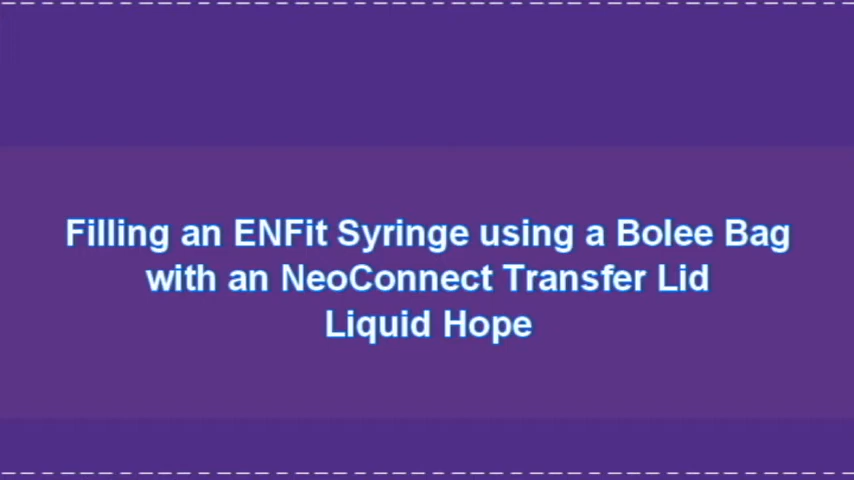 Filling an ENFit Syringe using a Bolee Bag
with an NeoConnect Transfer Lid
Liquid Hope